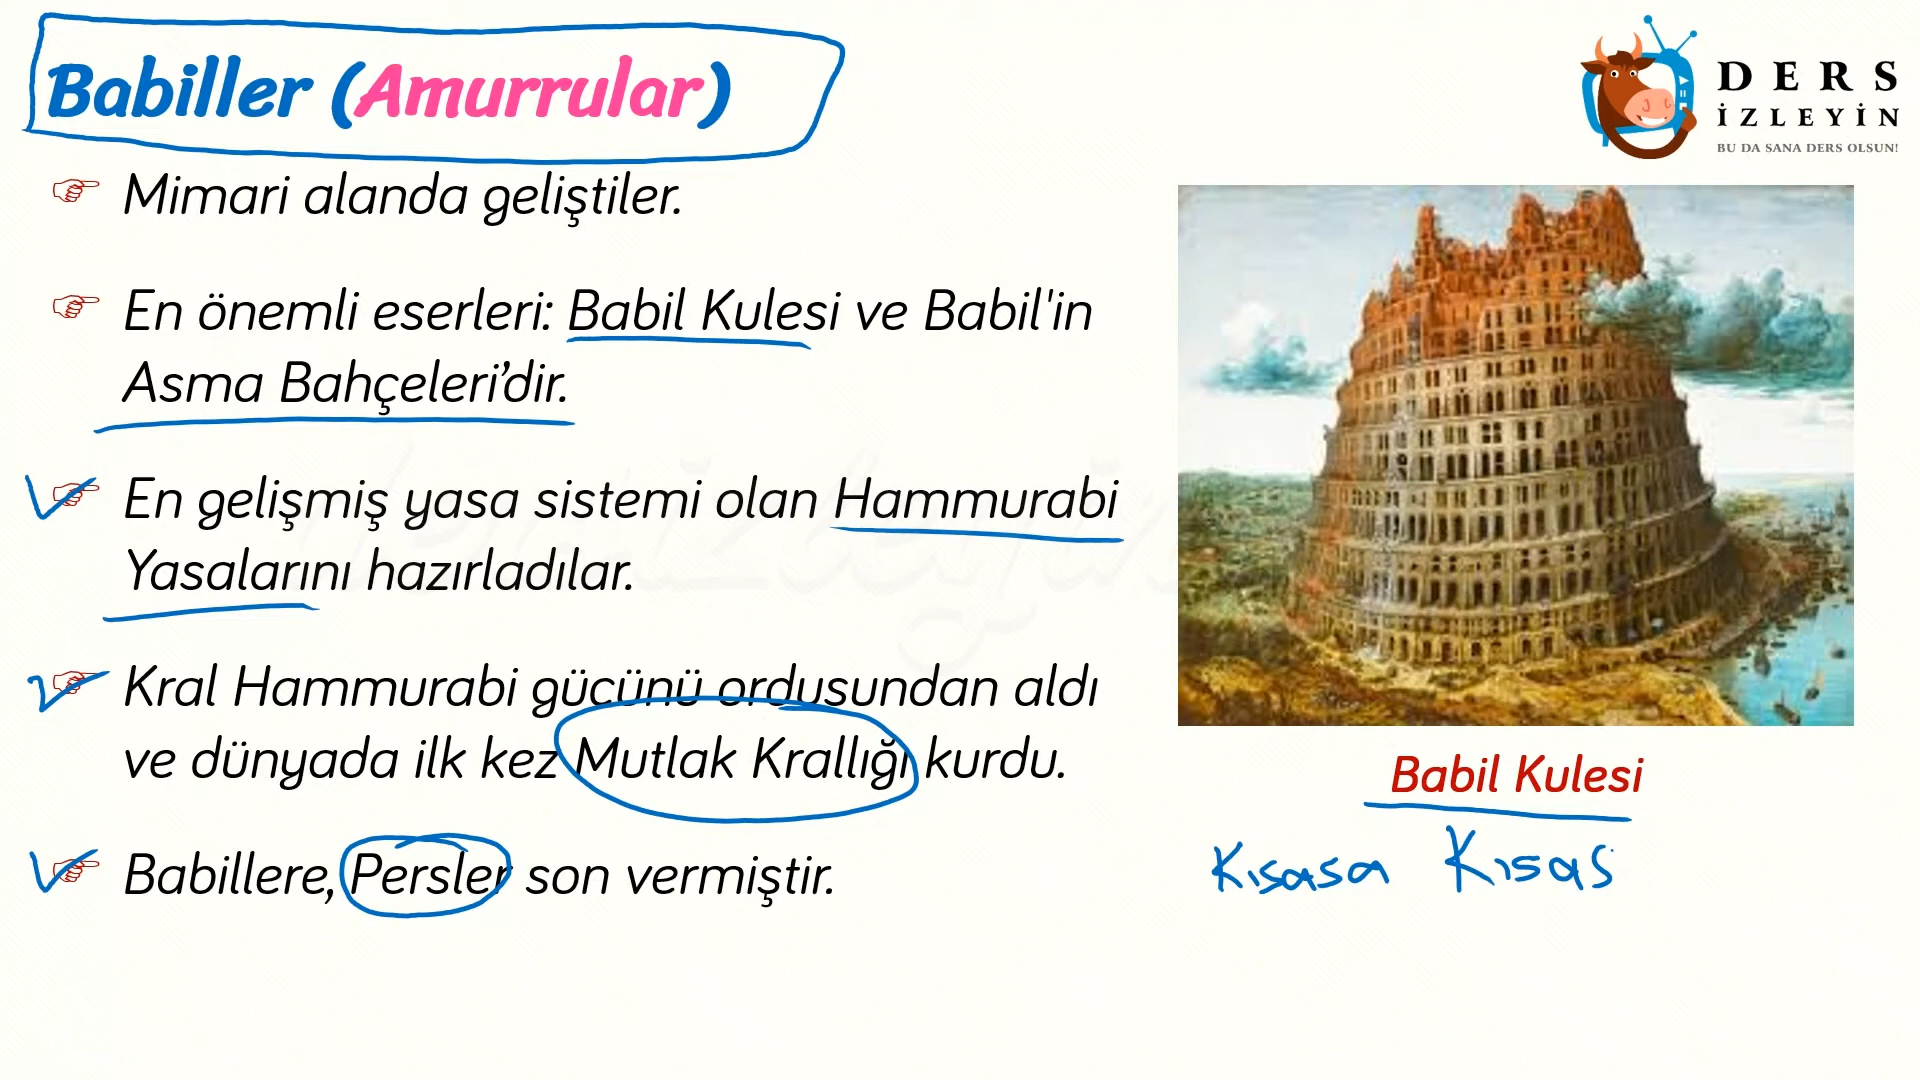 Babiller (Amurrular)
DERS
İZLEYİN
BU DA SANA DERS OLSUN!
Mimari alanda geliştiler.
En önemli eserleri: Babil Kulesi ve Babil'in
Asma Bahçeleri’dir.
En gelişmiş yasa sistemi olan Hammurabi
Yasalarını hazırladılar.
Kral Hammurabi gücünü ordusundan aldı
ve dünyada ilk kez Mutlak Krallığı kurdu.
Babillere, Persler son vermiştir.
Babil Kulesi
Kısasa Kısas